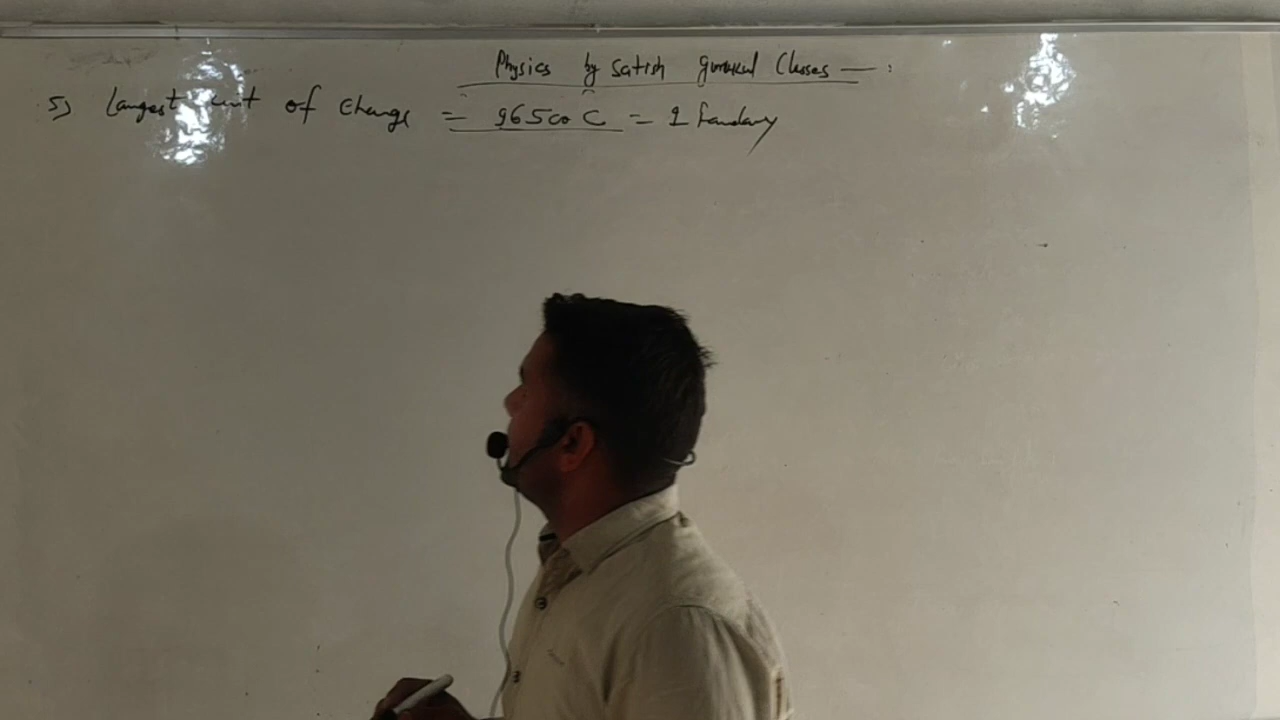 Physics by Satish Gurukul Classes — :
5) Largest unit of Charge = 96500 C = 1 Faraday